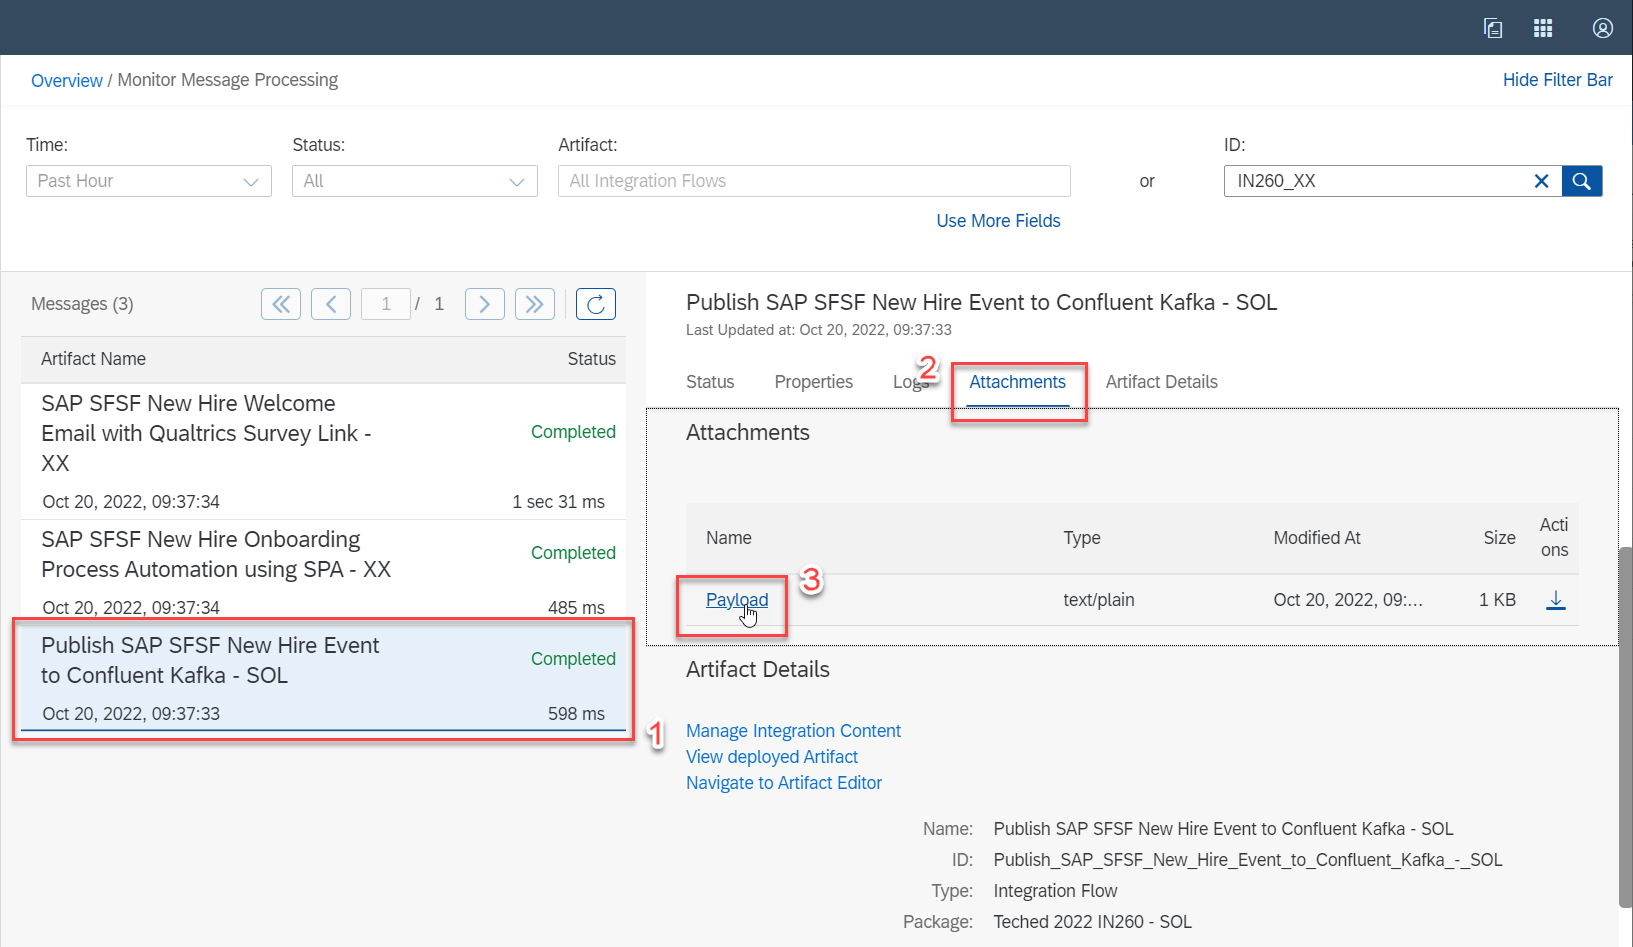 Overview / Monitor Message Processing
Hide Filter Bar
Time:
Status:
Artifact:
ID:
Past Hour
All
All Integration Flows
or
IN260_XX
Use More Fields
Messages (3)
1 / 1
Artifact Name
Status
SAP SFSF New Hire Welcome
Email with Qualtrics Survey Link -
XX
Completed
Oct 20, 2022, 09:37:34
1 sec 31 ms
SAP SFSF New Hire Onboarding
Process Automation using SPA - XX
Completed
Oct 20, 2022, 09:37:34
485 ms
Publish SAP SFSF New Hire Event
to Confluent Kafka - SOL
Completed
Oct 20, 2022, 09:37:33
598 ms
1
Publish SAP SFSF New Hire Event to Confluent Kafka - SOL
Last Updated at: Oct 20, 2022, 09:37:33
Status
Properties
Logs
2
Attachments
Artifact Details
Attachments
Name
Type
Modified At
Size
Acti
ons
Payload
3
text/plain
Oct 20, 2022, 09:...
1 KB
Artifact Details
Manage Integration Content
View deployed Artifact
Navigate to Artifact Editor
Name: Publish SAP SFSF New Hire Event to Confluent Kafka - SOL
ID: Publish_SAP_SFSF_New_Hire_Event_to_Confluent_Kafka_-_SOL
Type: Integration Flow
Package: Teched 2022 IN260 - SOL